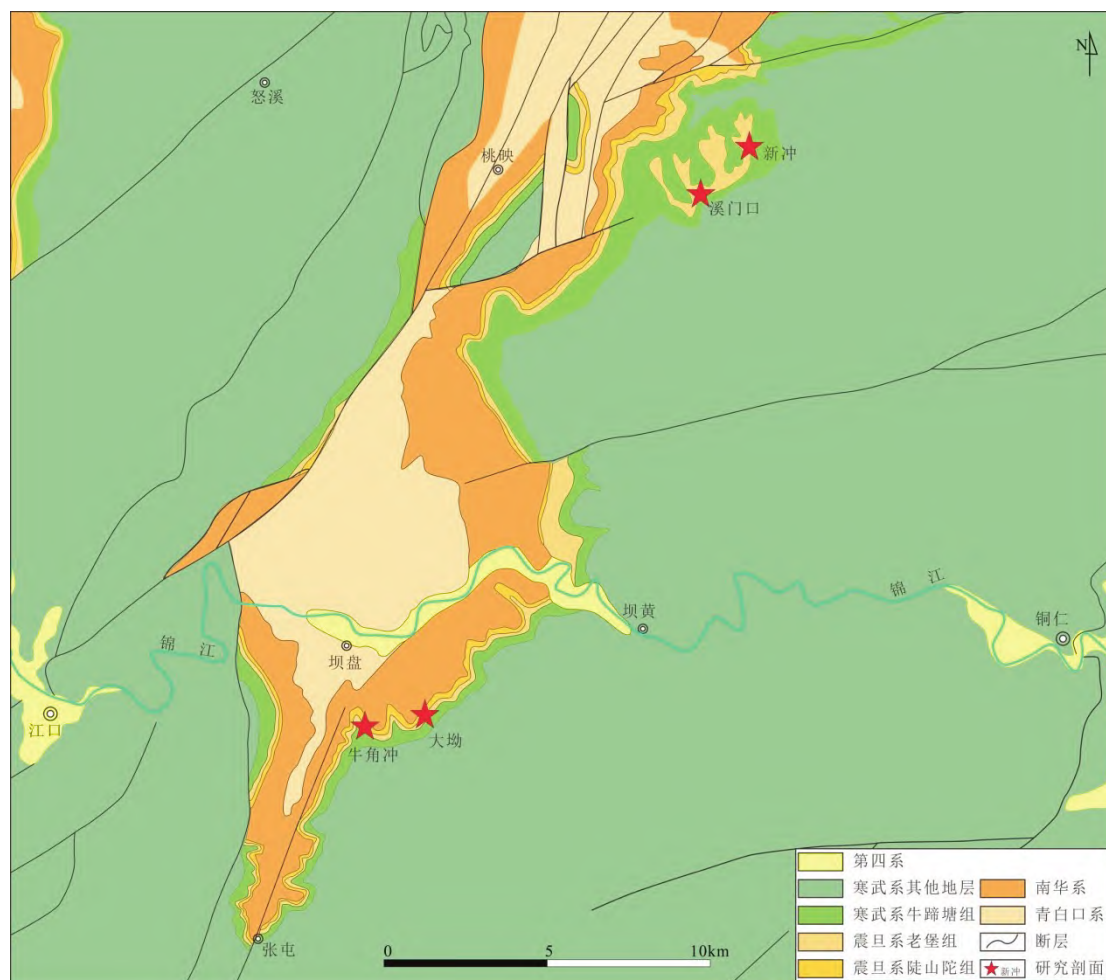 N
怒溪
桃映
新冲
溪门口
锦江
坝黄
铜仁
锦江
坝盘
江口
牛角冲
大坳
张屯
0 5 10km
第四系
寒武系其他地层 南华系
寒武系牛蹄塘组 青白口系
震旦系老堡组 断层
震旦系陡山陀组 新冲 研究剖面